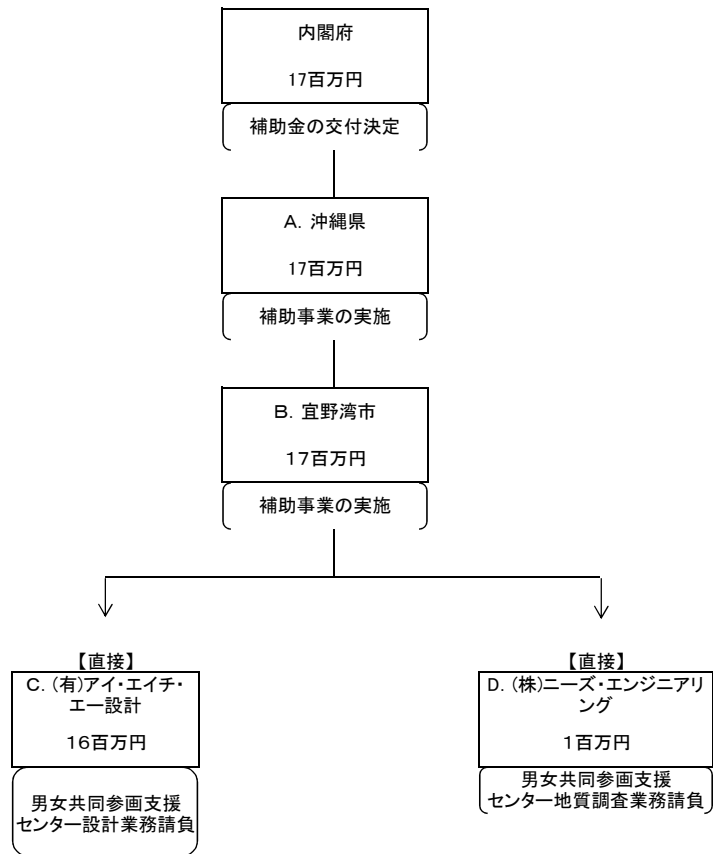 内閣府
17百万円
補助金の交付決定
A. 沖縄県
17百万円
補助事業の実施
B. 宜野湾市
17百万円
補助事業の実施
【直接】
C. (有)アイ・エイチ・
エー設計
16百万円
男女共同参画支援
センター設計業務請負
【直接】
D. (株)ニーズ・エンジニアリ
ング
1百万円
男女共同参画支援
センター地質調査業務請負